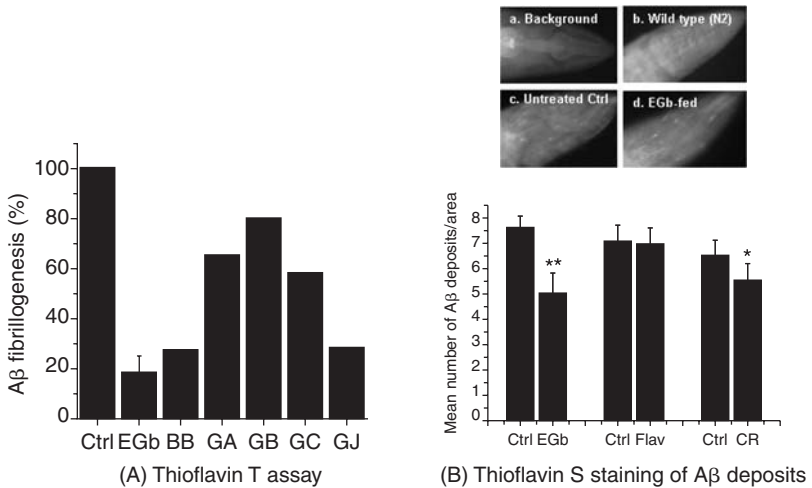 a. Background
b. Wild type (N2)
c. Untreated Ctrl
d. EGb-fed
Aβ fibrillogenesis (%)
100
80
60
40
20
0
Ctrl EGb BB GA GB GC GJ
(A) Thioflavin T assay
Mean number of Aβ deposits/area
8
7
6
5
4
3
2
1
0
**
*
Ctrl EGb Ctrl Flav Ctrl CR
(B) Thioflavin S staining of Aβ deposits